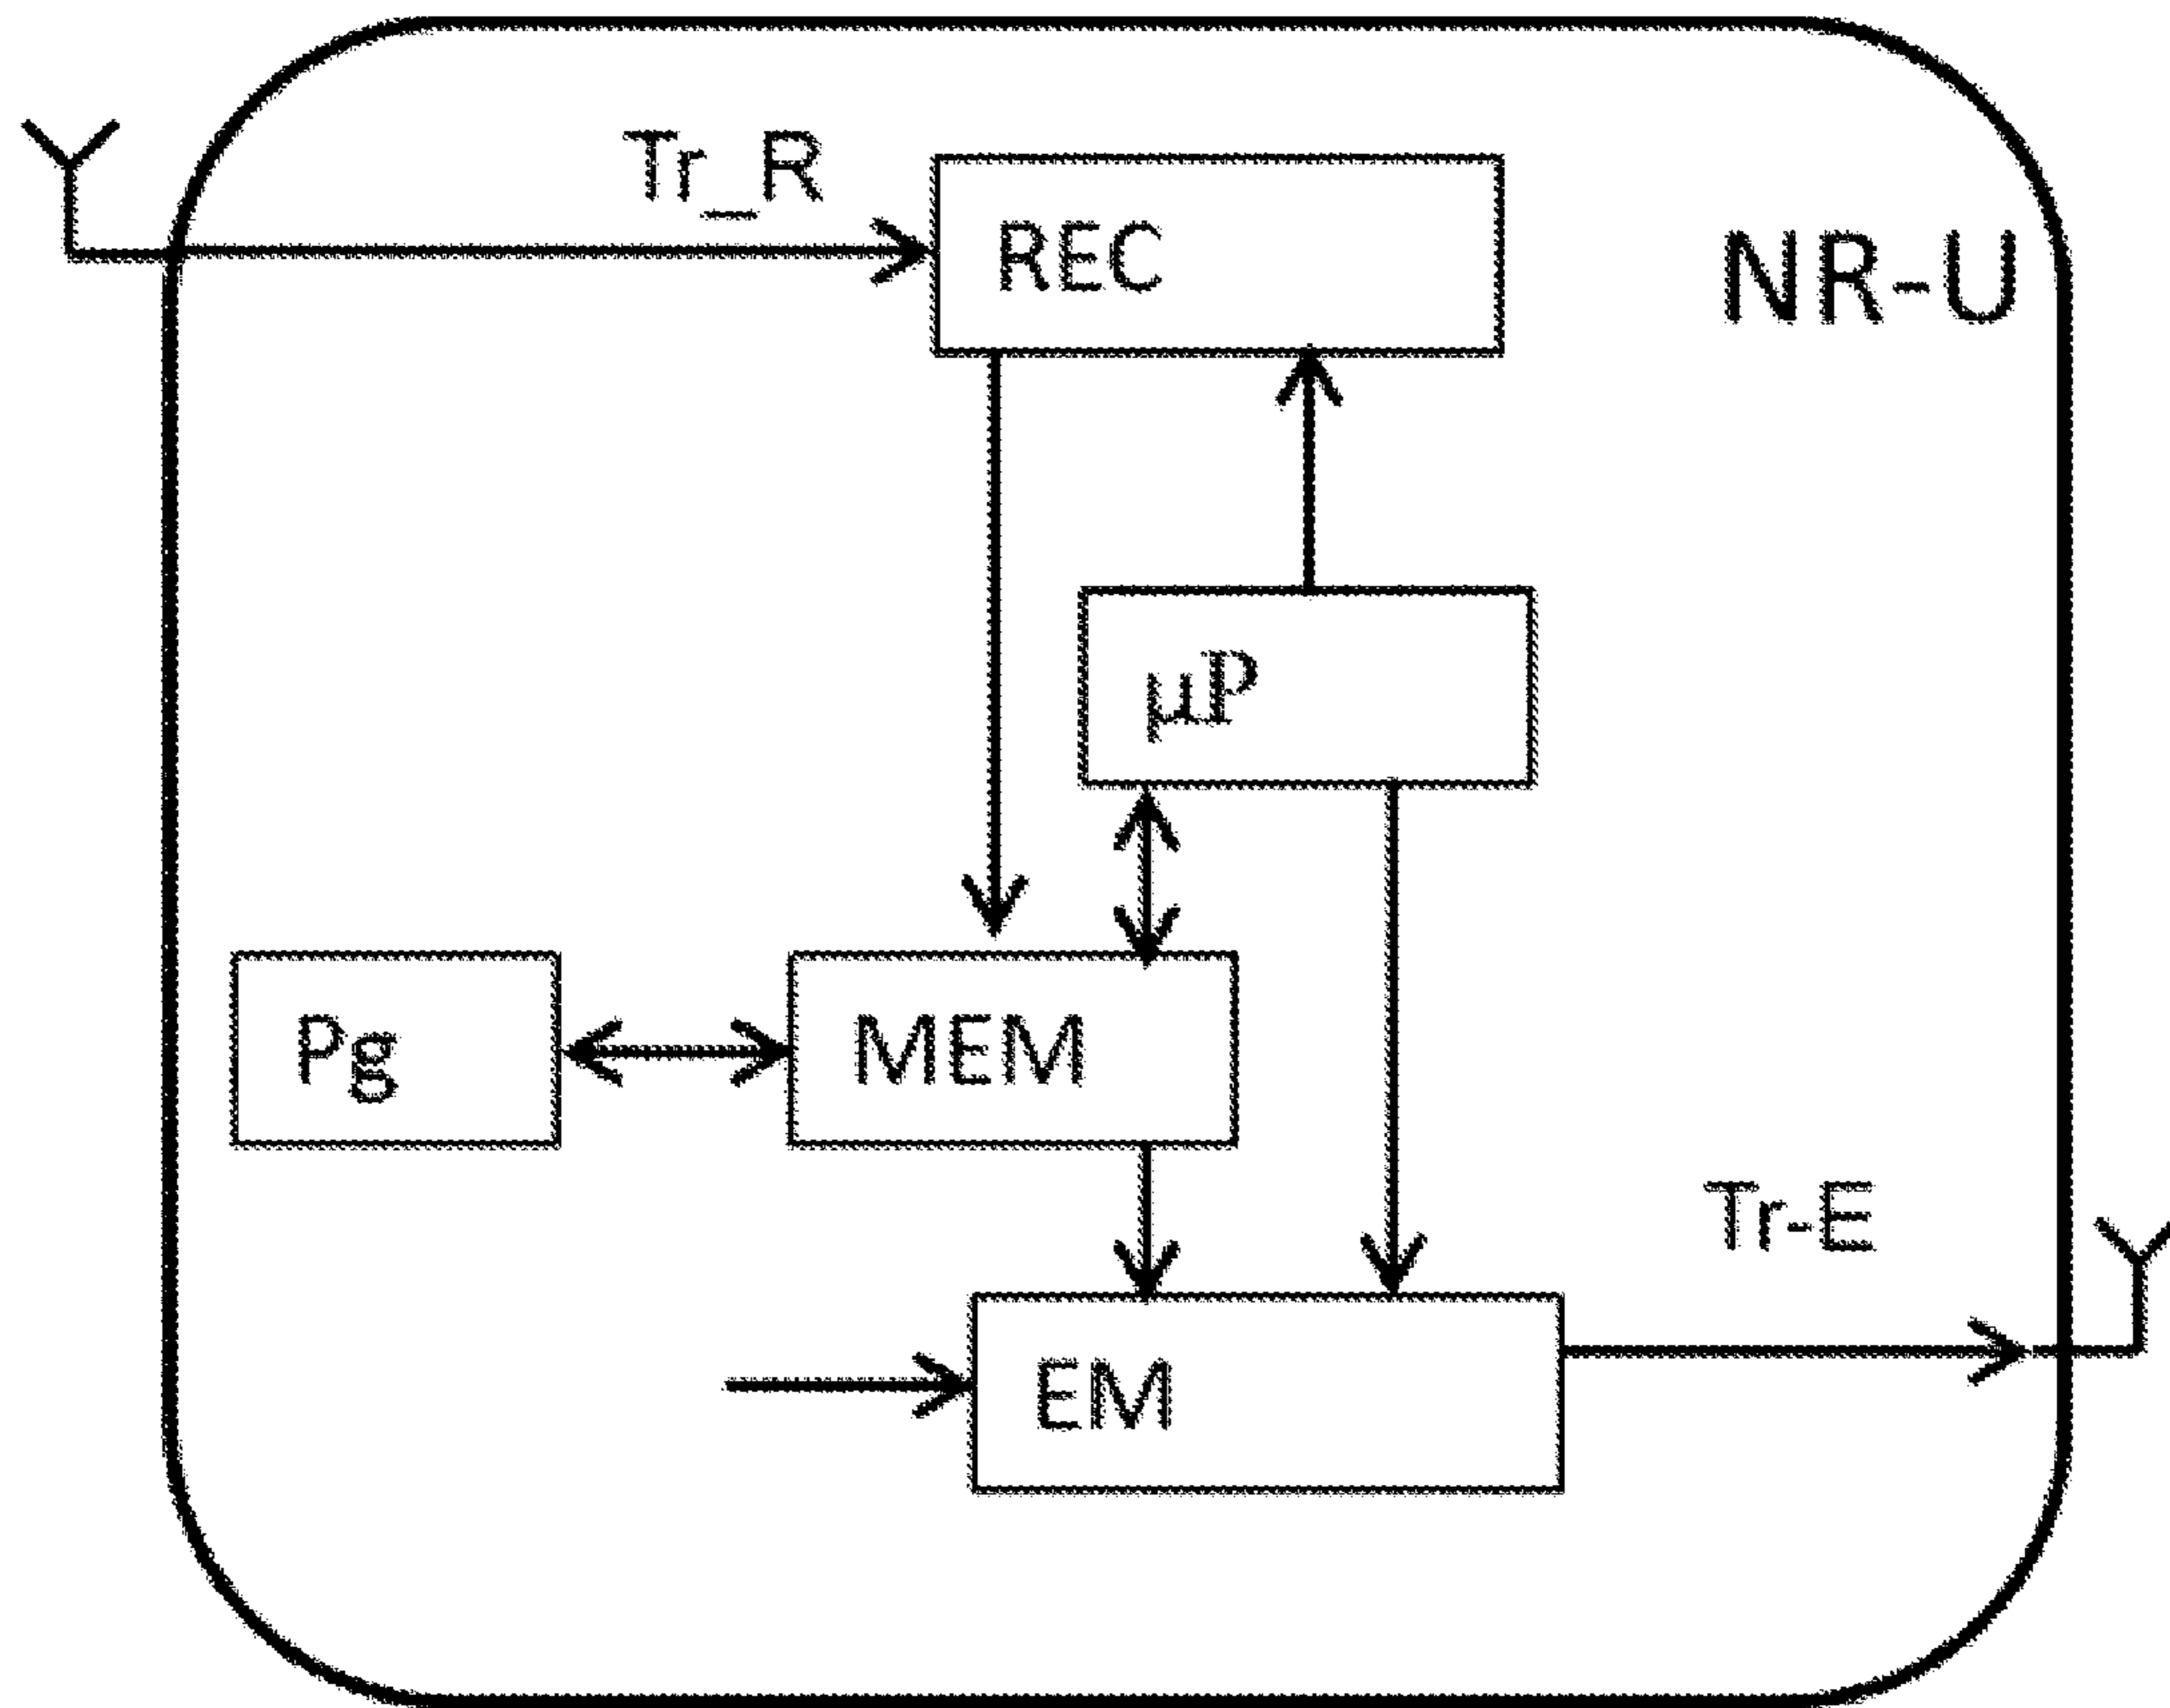 Tr_R
REC
NR-U
µP
Pg
MEM
Tr-E
EM